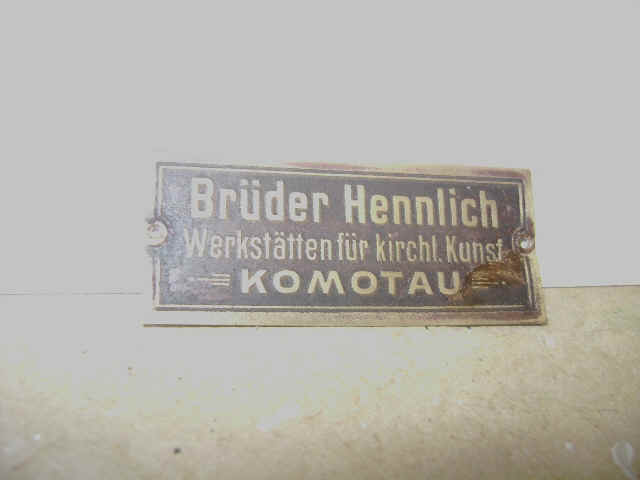 Brüder Hennlich
Werkstätten für kirchl. Kunst
KOMOTAU